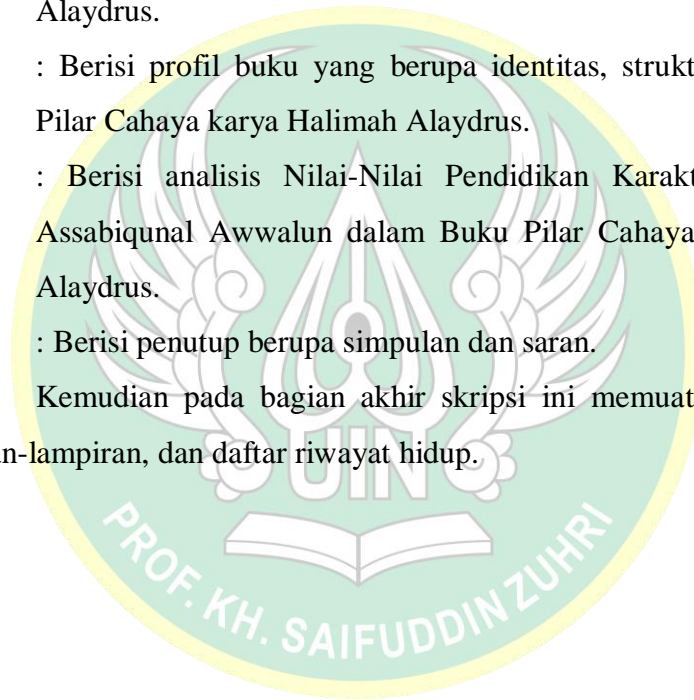 Alaydrus.
: Berisi profil buku yang berupa identitas, strukt
Pilar Cahaya karya Halimah Alaydrus.
: Berisi analisis Nilai-Nilai Pendidikan Karakt
Assabiqunal Awwalun dalam Buku Pilar Cahaya
Alaydrus.
: Berisi penutup berupa simpulan dan saran.
Kemudian pada bagian akhir skripsi ini memuat
n-lampiran, dan daftar riwayat hidup.
UIN
PROF. KH. SAIFUDDIN ZUHRI